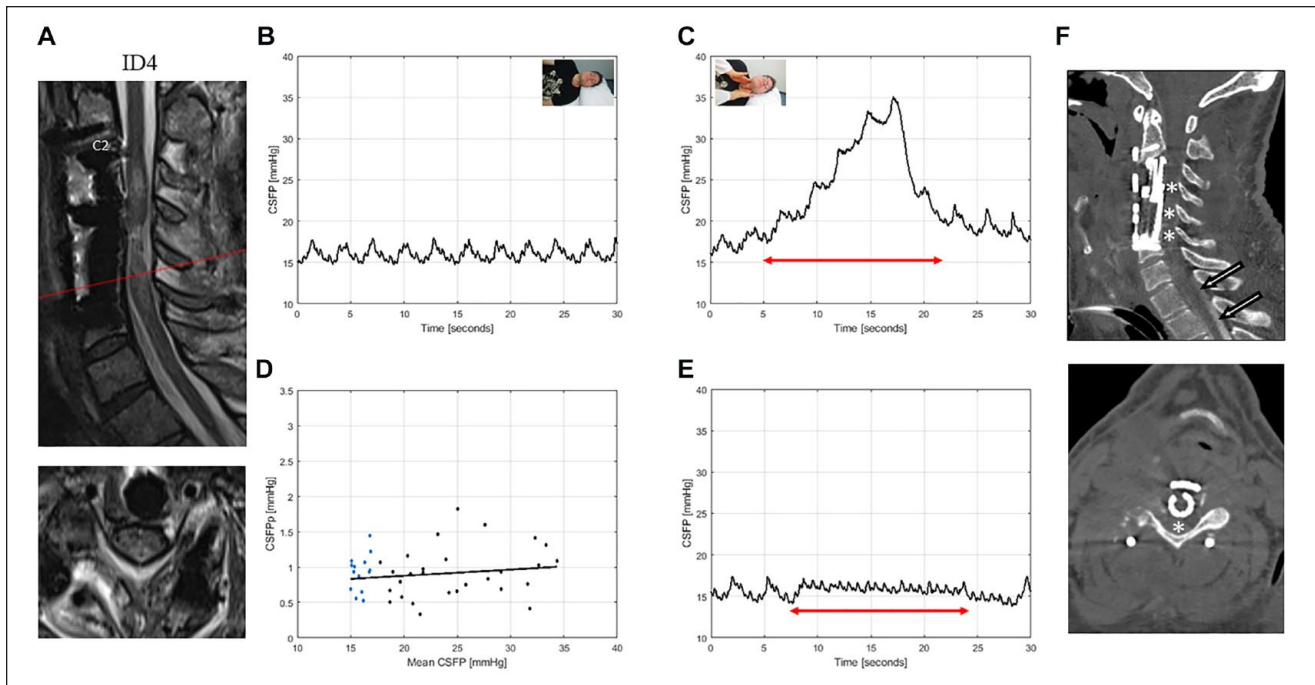 A
ID4
C2
B
40
35
30
25
20
15
10
CSFP [mmHg]
0 5 10 15 20 25 30
Time [seconds]
C
40
35
30
25
20
15
10
CSFP [mmHg]
0 5 10 15 20 25 30
Time [seconds]
D
3.5
3
2.5
2
1.5
1
0.5
0
CSFPp [mmHg]
10 15 20 25 30 35 40
Mean CSFP [mmHg]
E
40
35
30
25
20
15
10
CSFP [mmHg]
0 5 10 15 20 25 30
Time [seconds]
F
*
*
*
*